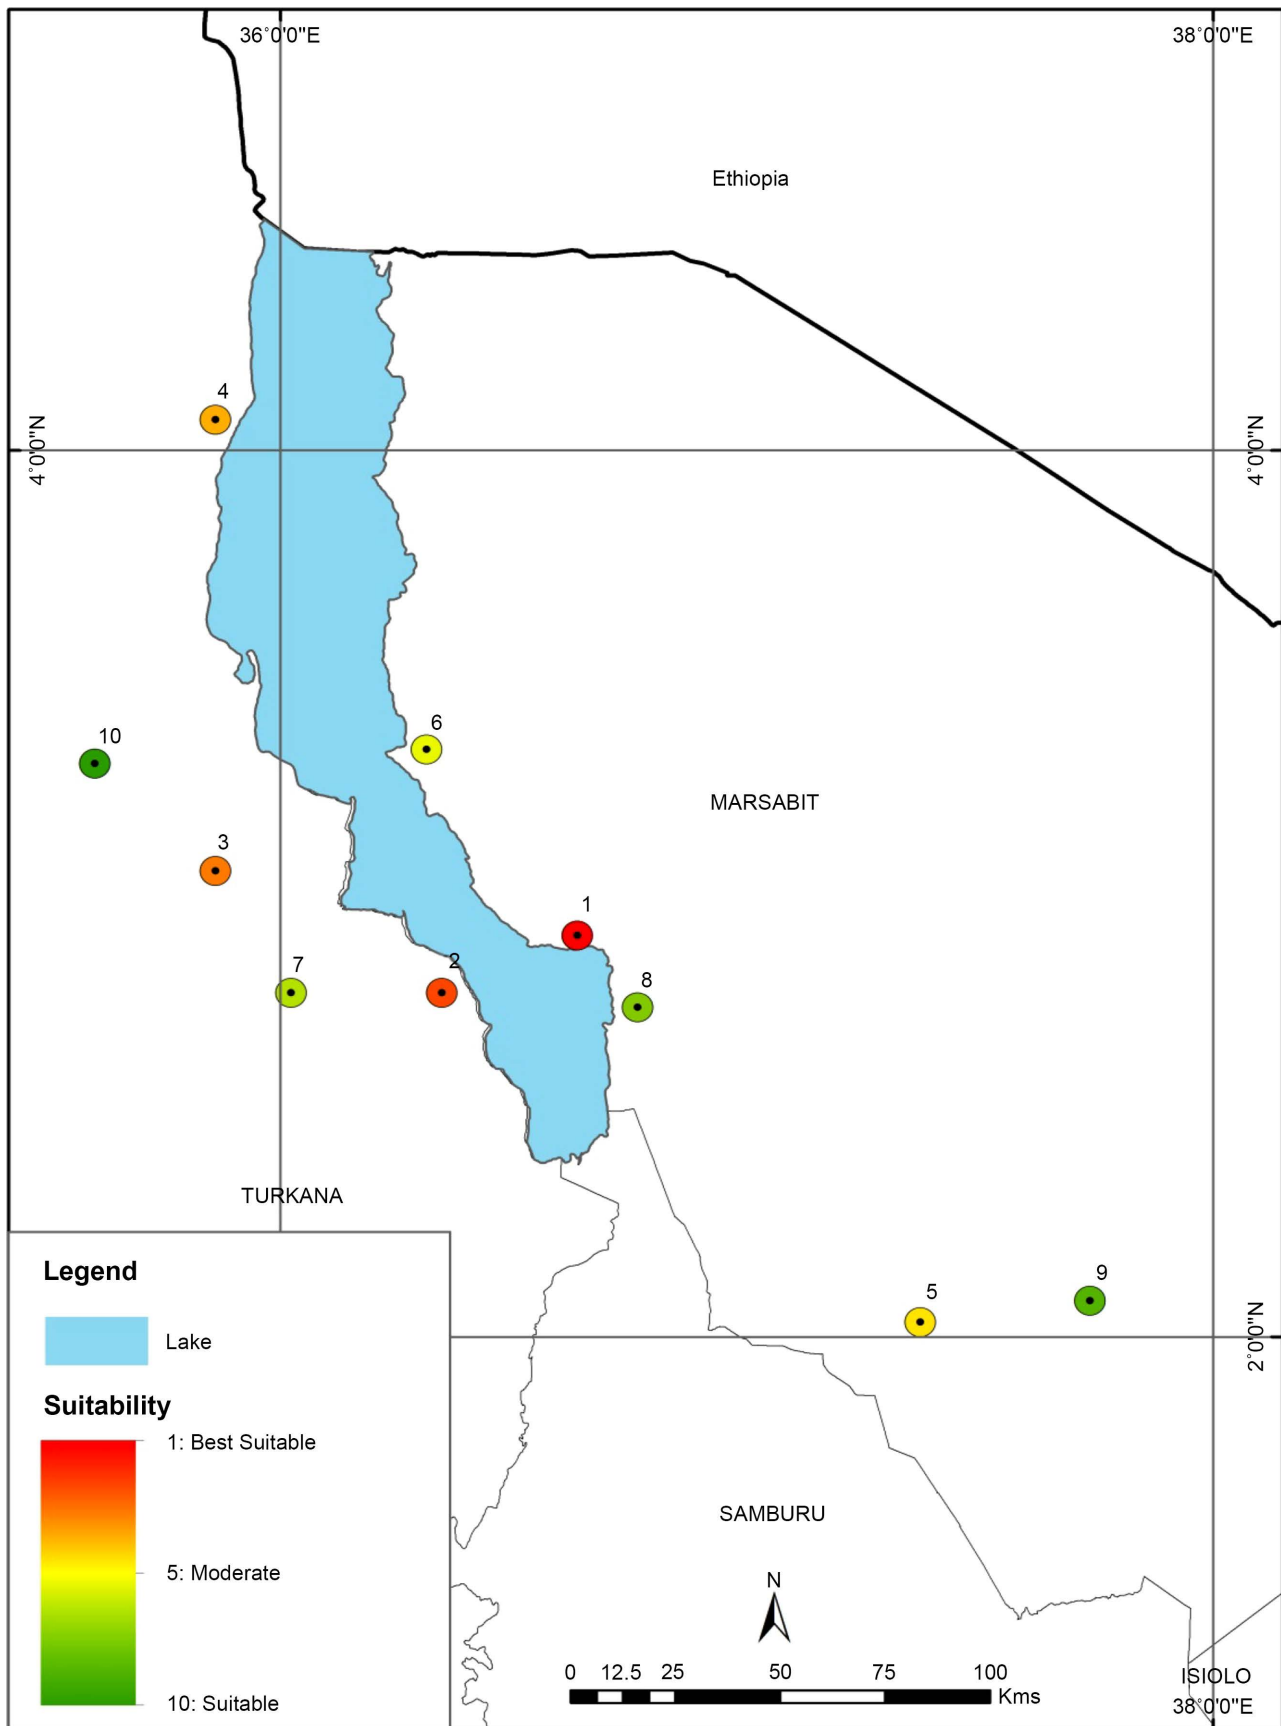 36°0'0"E
38°0'0"E
Ethiopia
4
4°0'0"N
4°0'0"N
6
10
MARSABIT
3
1
2
7
8
TURKANA
9
5
2°0'0"N
Legend
Lake
Suitability
1: Best Suitable
5: Moderate
10: Suitable
SAMBURU
N
0 12.5 25 50 75 100
Kms
ISIOLO
38°0'0"E